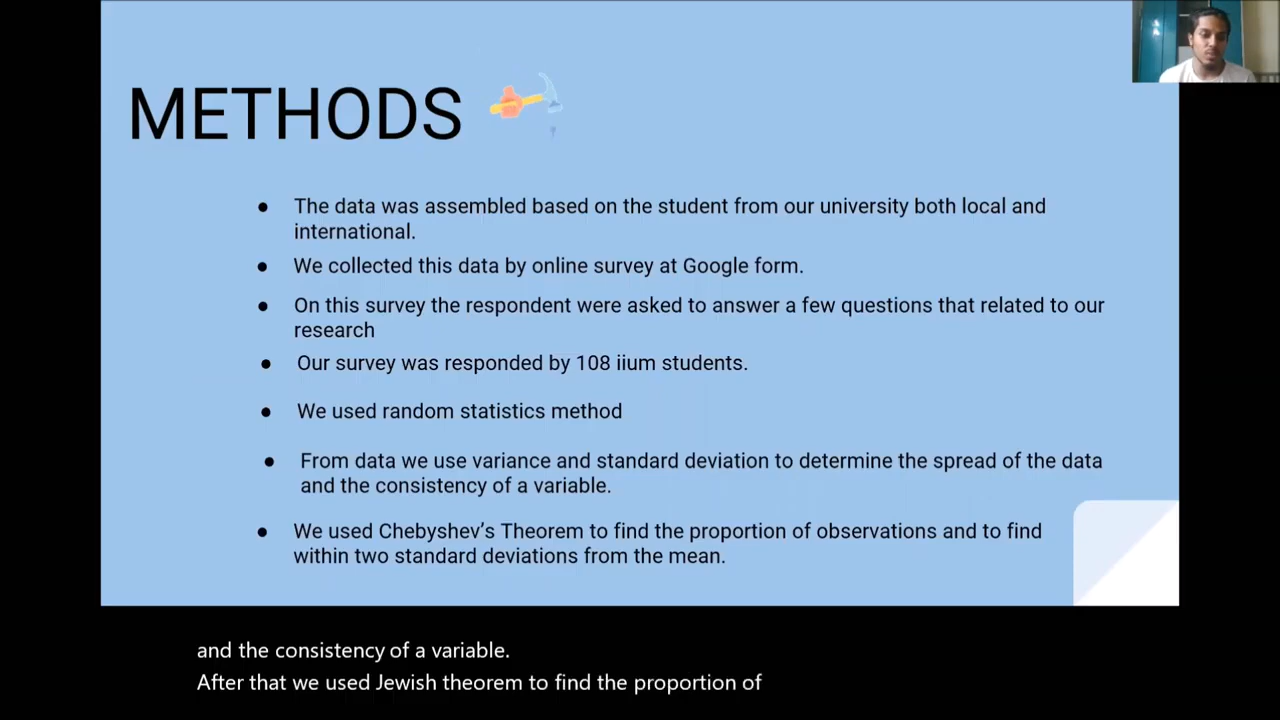 METHODS
● The data was assembled based on the student from our university both local and
international.
● We collected this data by online survey at Google form.
● On this survey the respondent were asked to answer a few questions that related to our
research
● Our survey was responded by 108 iium students.
● We used random statistics method
● From data we use variance and standard deviation to determine the spread of the data
and the consistency of a variable.
● We used Chebyshev’s Theorem to find the proportion of observations and to find
within two standard deviations from the mean.
and the consistency of a variable.
After that we used Jewish theorem to find the proportion of